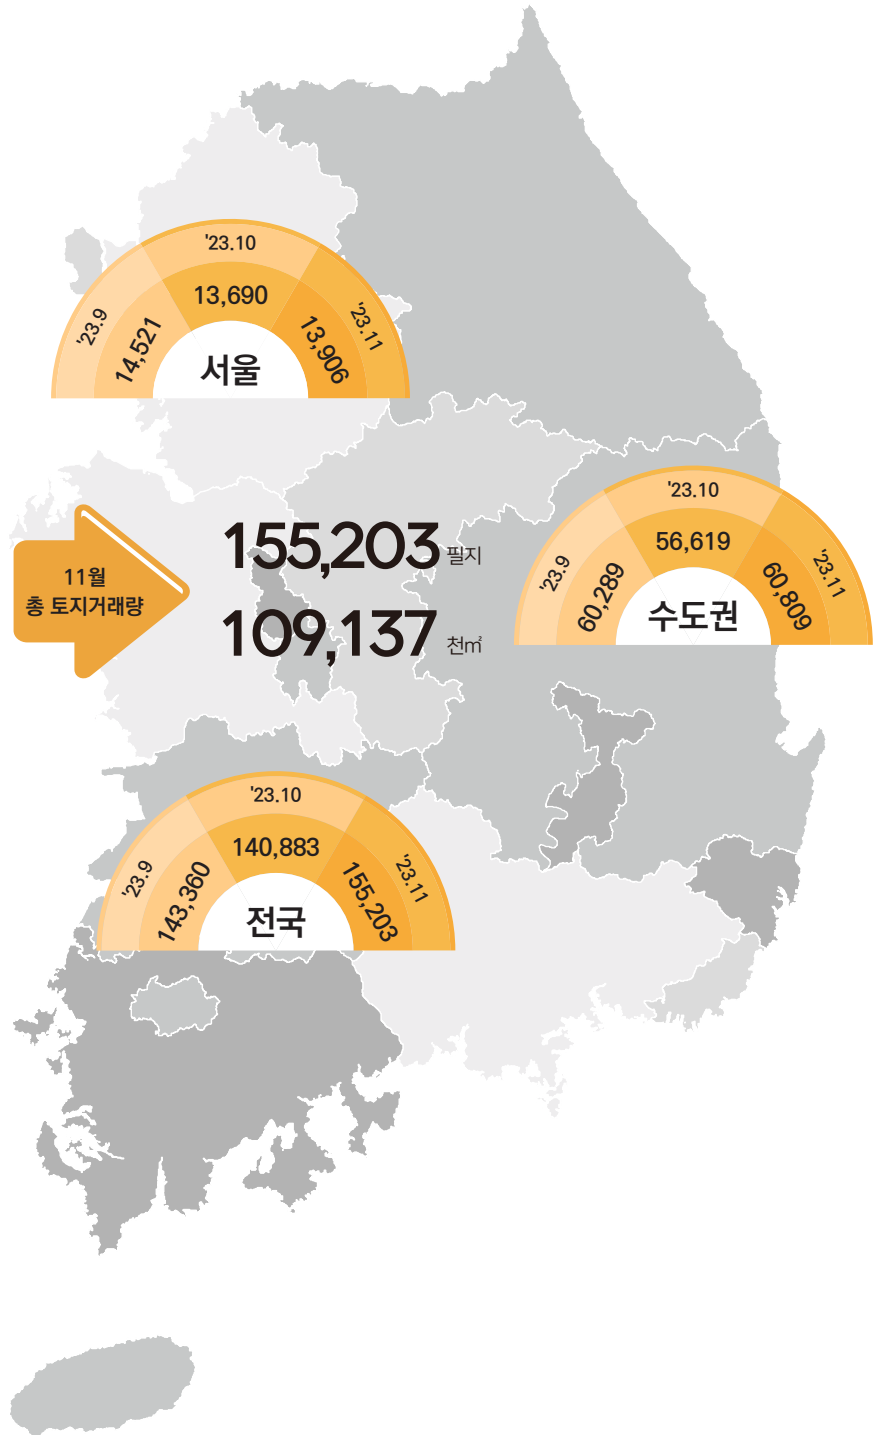 '23.9
'23.10
'23.11
14,521
13,690
13,906
서울
11월
총 토지거래량
155,203 필지
109,137 천㎡
'23.9
'23.10
'23.11
60,289
56,619
60,809
수도권
'23.9
'23.10
'23.11
143,360
140,883
155,203
전국